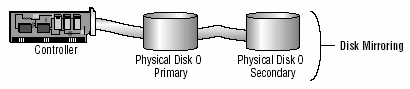 Controller
Physical Disk 0
Primary
Physical Disk 0
Secondary
Disk Mirroring